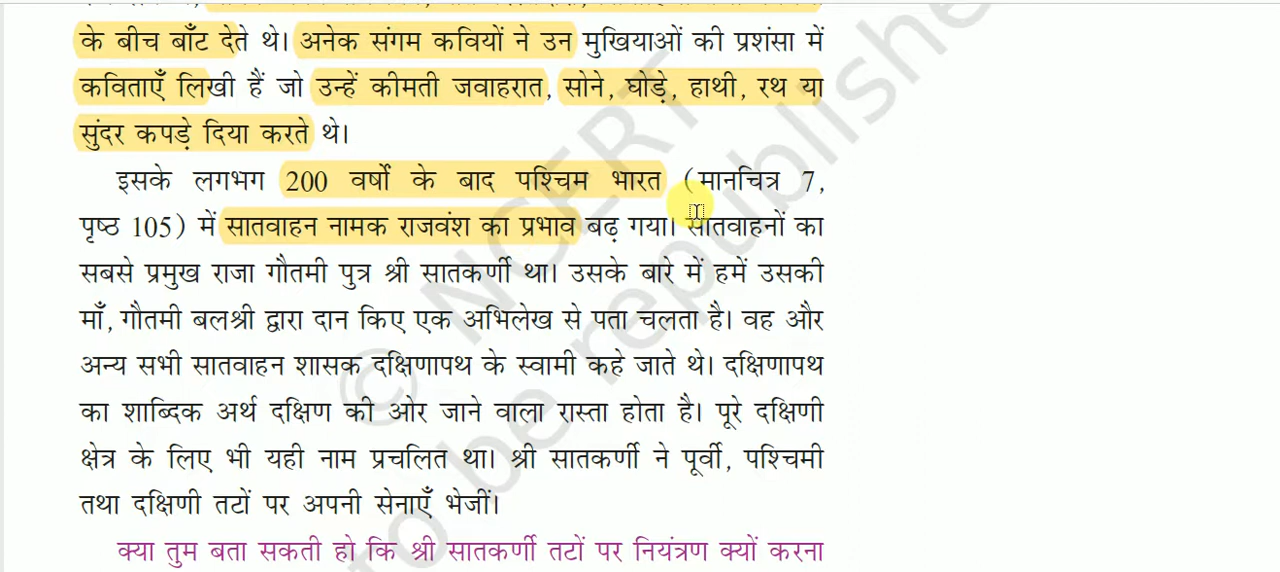 के बीच बाँट देते थे। अनेक संगम कवियों ने उन मुखियाओं की प्रशंसा में
कविताएँ लिखी हैं जो उन्हें कीमती जवाहरात, सोने, घोड़े, हाथी, रथ या
सुंदर कपड़े दिया करते थे।
इसके लगभग 200 वर्षों के बाद पश्चिम भारत (मानचित्र 7,
पृष्ठ 105) में सातवाहन नामक राजवंश का प्रभाव बढ़ गया। सातवाहनों का
सबसे प्रमुख राजा गौतमी पुत्र श्री सातकर्णी था। उसके बारे में हमें उसकी
माँ, गौतमी बलश्री द्वारा दान किए एक अभिलेख से पता चलता है। वह और
अन्य सभी सातवाहन शासक दक्षिणापथ के स्वामी कहे जाते थे। दक्षिणापथ
का शाब्दिक अर्थ दक्षिण की ओर जाने वाला रास्ता होता है। पूरे दक्षिणी
क्षेत्र के लिए भी यही नाम प्रचलित था। श्री सातकर्णी ने पूर्वी, पश्चिमी
तथा दक्षिणी तटों पर अपनी सेनाएँ भेजीं।
क्या तुम बता सकती हो कि श्री सातकर्णी तटों पर नियंत्रण क्यों करना
© NCERT
to be republishe